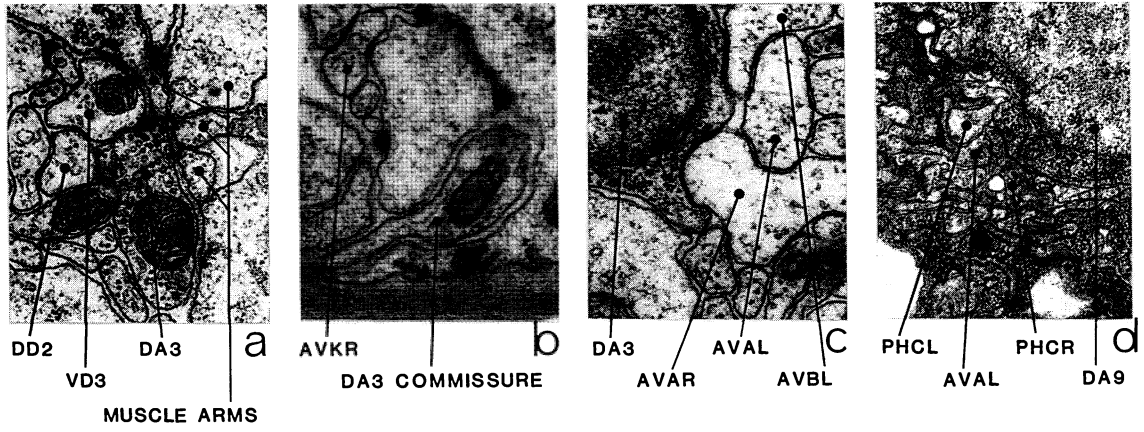 DD2 DA3 a
VD3
MUSCLE ARMS
AVKR b
DA3 COMMISSURE
DA3 AVAL c
AVAR AVBL
PHCL PHCR d
AVAL DA9